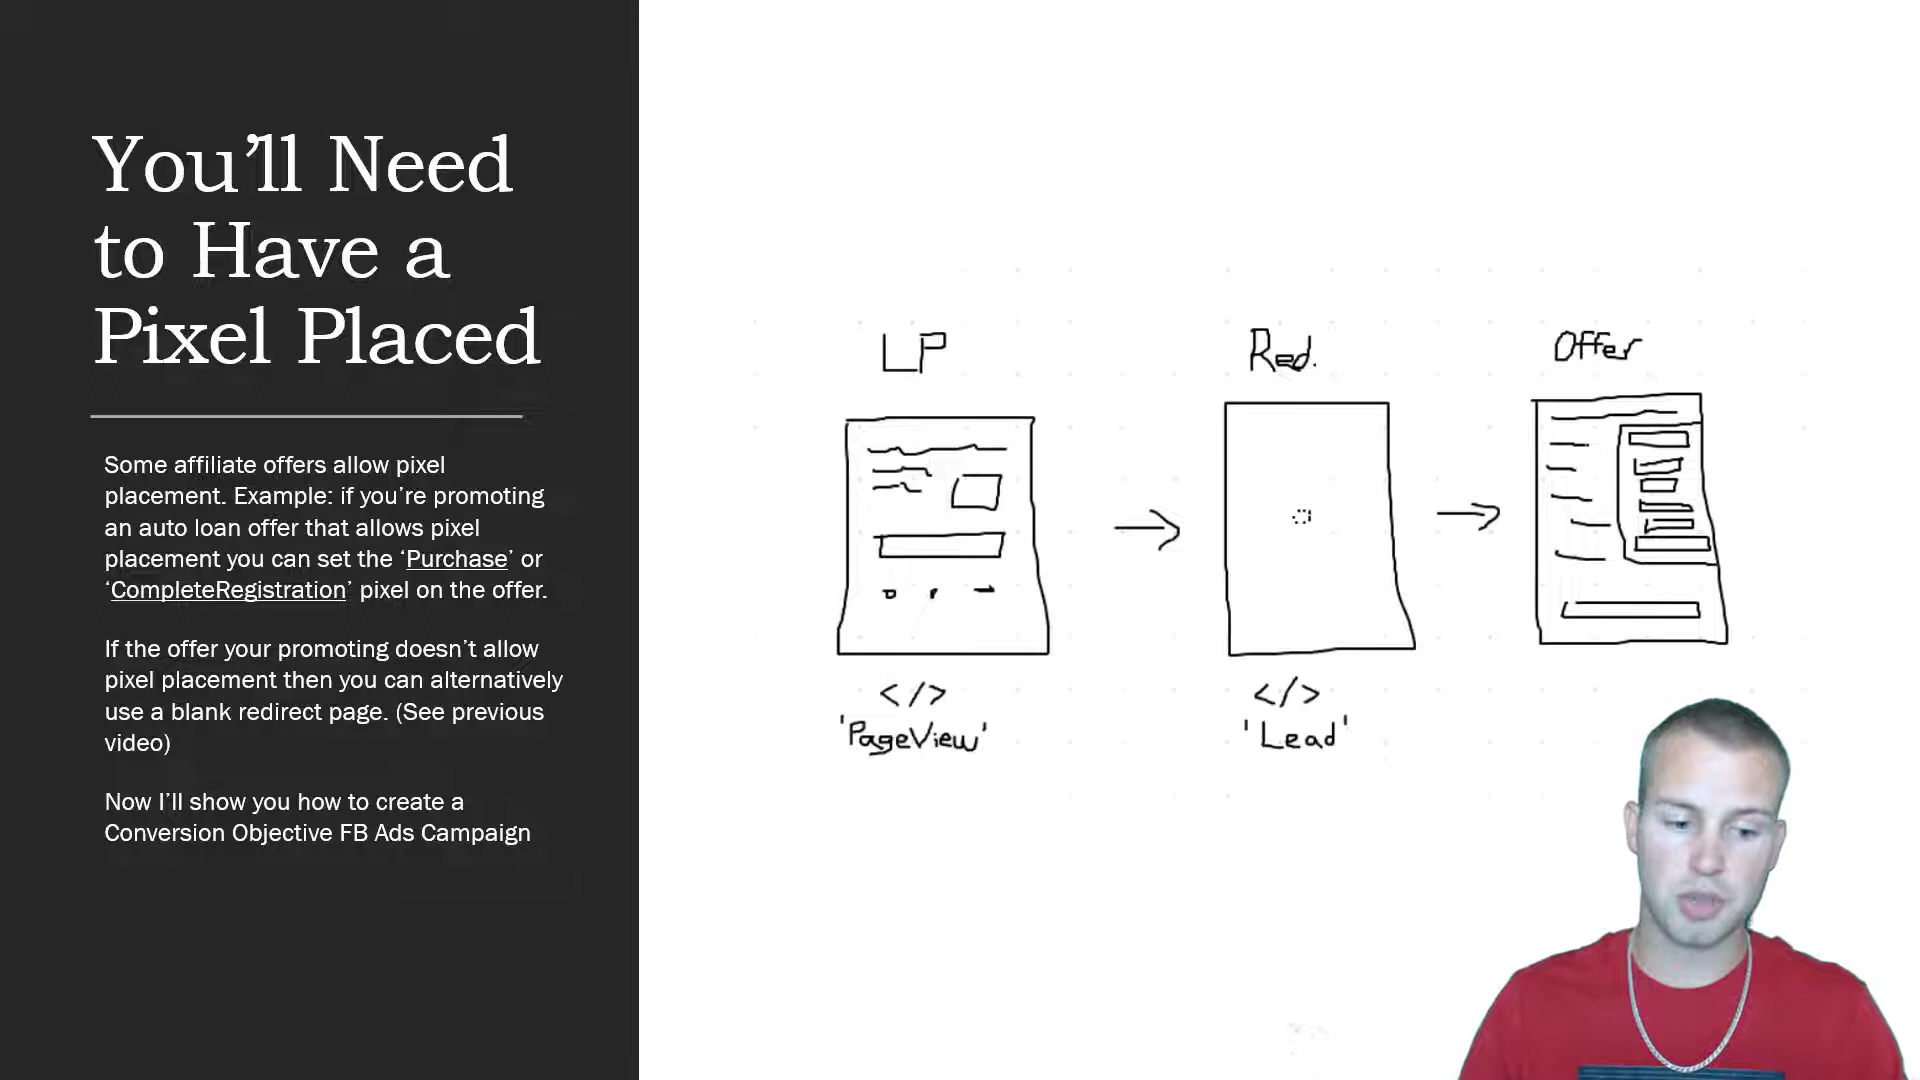 You’ll Need
to Have a
Pixel Placed
Some affiliate offers allow pixel
placement. Example: if you’re promoting
an auto loan offer that allows pixel
placement you can set the ‘Purchase’ or
‘CompleteRegistration’ pixel on the offer.
If the offer your promoting doesn’t allow
pixel placement then you can alternatively
use a blank redirect page. (See previous
video)
Now I’ll show you how to create a
Conversion Objective FB Ads Campaign
LP
Red.
Offer
</>
</>
'PageView'
'Lead'